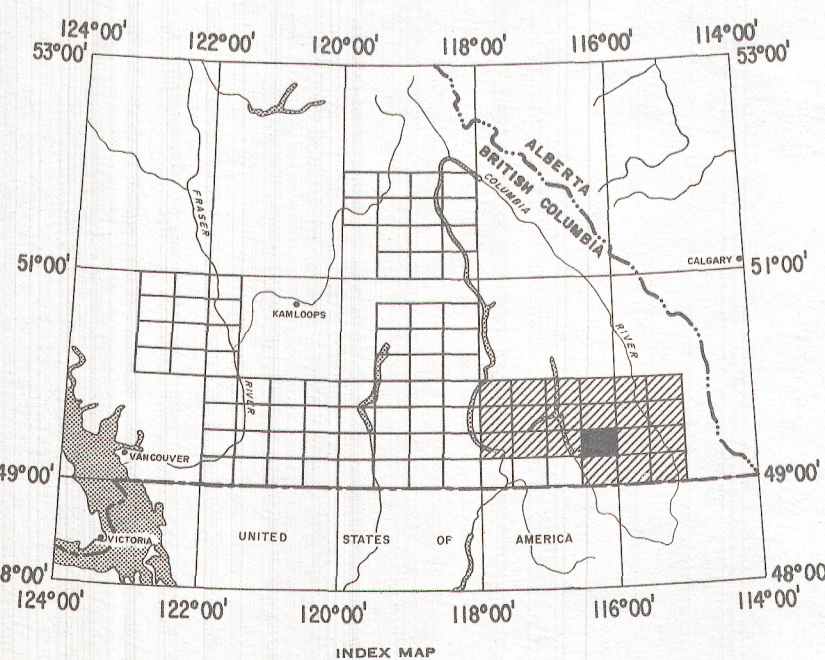 124°00' 122°00' 120°00' 118°00' 116°00' 114°00'
53°00' 53°00'
ALBERTA
BRITISH COLUMBIA
COLUMBIA
FRASER
51°00' CALGARY 51°00'
KAMLOOPS
RIVER
RIVER
VANCOUVER
49°00' 49°00'
VICTORIA UNITED STATES OF AMERICA
8°00' 48°00'
124°00' 122°00' 120°00' 118°00' 116°00' 114°00'
INDEX MAP